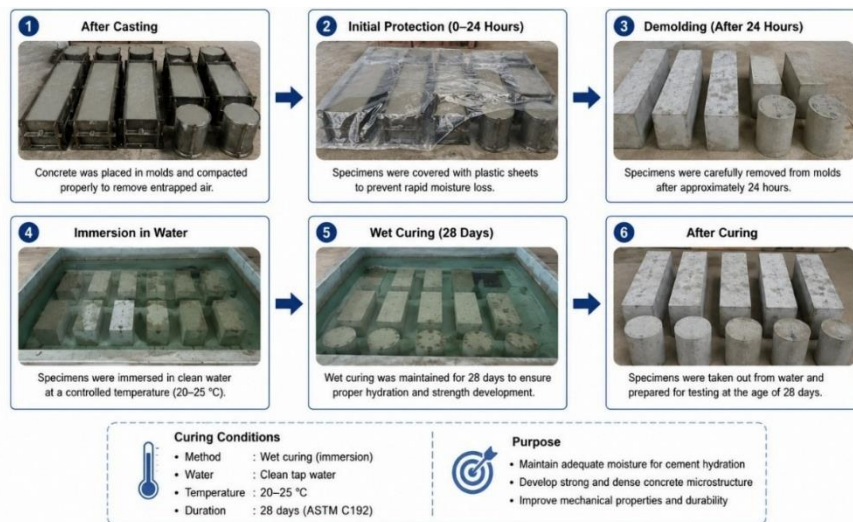 1 After Casting
Concrete was placed in molds and compacted
properly to remove entrapped air.
2 Initial Protection (0–24 Hours)
Specimens were covered with plastic sheets
to prevent rapid moisture loss.
3 Demolding (After 24 Hours)
Specimens were carefully removed from molds
after approximately 24 hours.
4 Immersion in Water
Specimens were immersed in clean water
at a controlled temperature (20–25 °C).
5 Wet Curing (28 Days)
Wet curing was maintained for 28 days to ensure
proper hydration and strength development.
6 After Curing
Specimens were taken out from water and
prepared for testing at the age of 28 days.
Curing Conditions
• Method : Wet curing (immersion)
• Water : Clean tap water
• Temperature : 20–25 °C
• Duration : 28 days (ASTM C192)
Purpose
• Maintain adequate moisture for cement hydration
• Develop strong and dense concrete microstructure
• Improve mechanical properties and durability